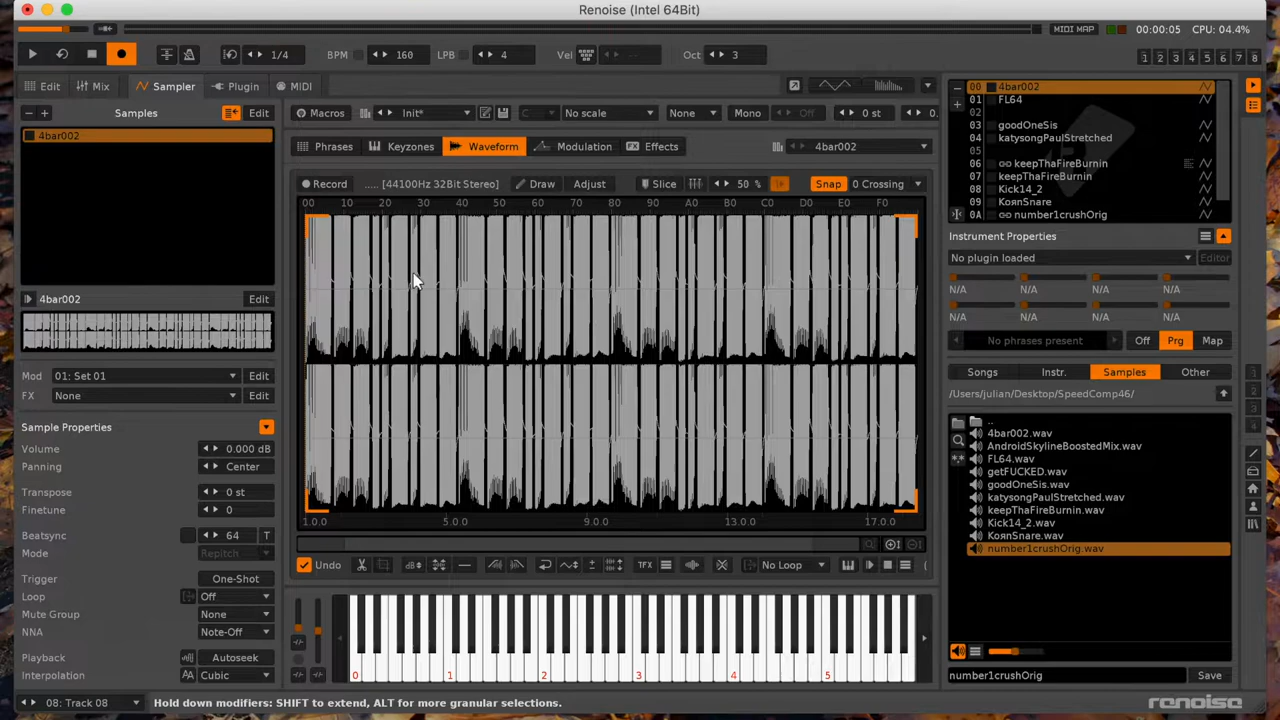 Renoise (Intel 64Bit)
MIDI MAP 00:00:05 CPU: 04.4%
1/4 BPM 160 LPB 4 Vel Oct 3 1 2 3 4 5 6 7 8
Edit Mix Sampler Plugin MIDI
Samples Edit
4bar002
Macros Init* No scale None Mono Off 0 st 0.
Phrases Keyzones Waveform Modulation Effects 4bar002
Record .... [44100Hz 32Bit Stereo] Draw Adjust Slice 50 % Snap 0 Crossing
00 10 20 30 40 50 60 70 80 90 A0 B0 C0 D0 E0 F0
1.0.0 5.0.0 9.0.0 13.0.0 17.0.0
Undo TFX No Loop
0 1 2 3 4 5
4bar002 Edit
Mod 01: Set 01 Edit
FX None Edit
Sample Properties
Volume 0.000 dB
Panning Center
Transpose 0 st
Finetune 0
Beatsync 64 T
Mode Repitch
Trigger One-Shot
Loop Off
Mute Group None
NNA Note-Off
Playback Autoseek
Interpolation Cubic
00 4bar002
01 FL64
02
03 goodOneSis
04 katysongPaulStretched
05
06 keepThaFireBurnin
07 keepThaFireBurnin
08 Kick14_2
09 KoяnSnare
0A number1crushOrig
Instrument Properties
No plugin loaded Editor
N/A N/A N/A N/A
N/A N/A N/A N/A
No phrases present Off Prg Map
Songs Instr. Samples Other
/Users/julian/Desktop/SpeedComp46/
..
4bar002.wav
AndroidSkylineBoostedMix.wav
FL64.wav
getFUCKED.wav
goodOneSis.wav
katysongPaulStretched.wav
keepThaFireBurnin.wav
Kick14_2.wav
KoяnSnare.wav
number1crushOrig.wav
number1crushOrig Save
1
2
3
4
08: Track 08 Hold down modifiers: SHIFT to extend, ALT for more granular selections.
renoise